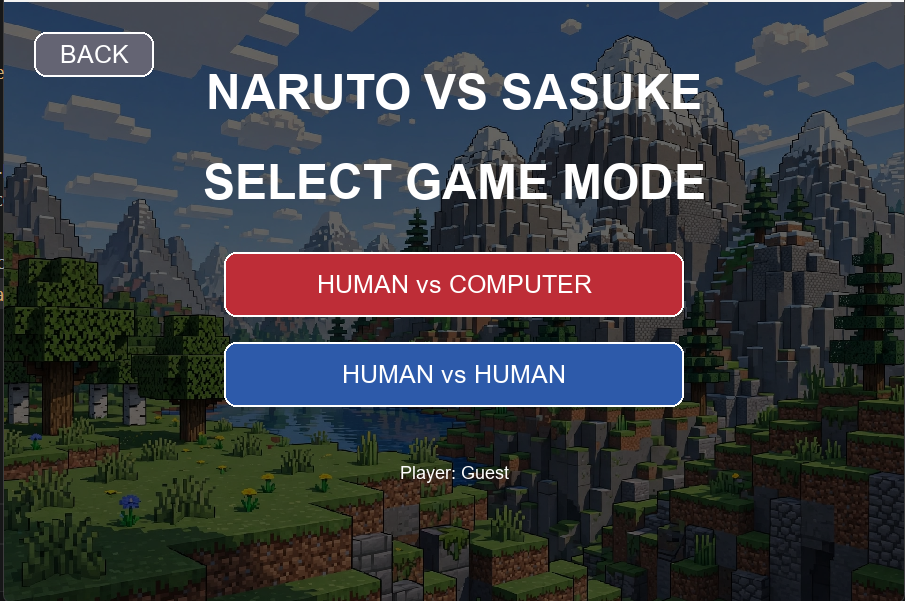 BACK
NARUTO VS SASUKE
SELECT GAME MODE
HUMAN vs COMPUTER
HUMAN vs HUMAN
Player: Guest